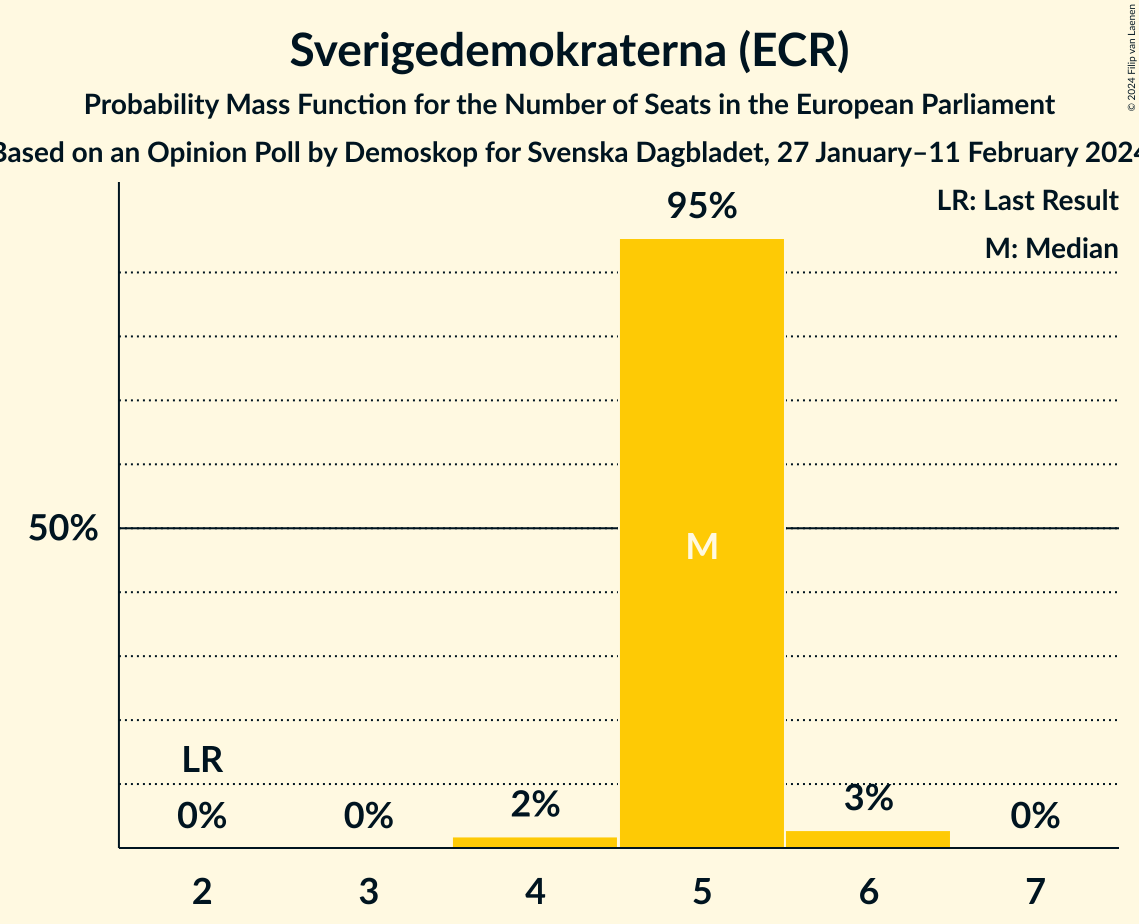 Sverigedemokraterna (ECR)
Probability Mass Function for the Number of Seats in the European Parliament
Based on an Opinion Poll by Demoskop for Svenska Dagbladet, 27 January–11 February 2024
© 2024 Filip van Laenen
LR: Last Result
M: Median
95%
50%
M
LR
0%
0%
2%
3%
0%
2
3
4
5
6
7